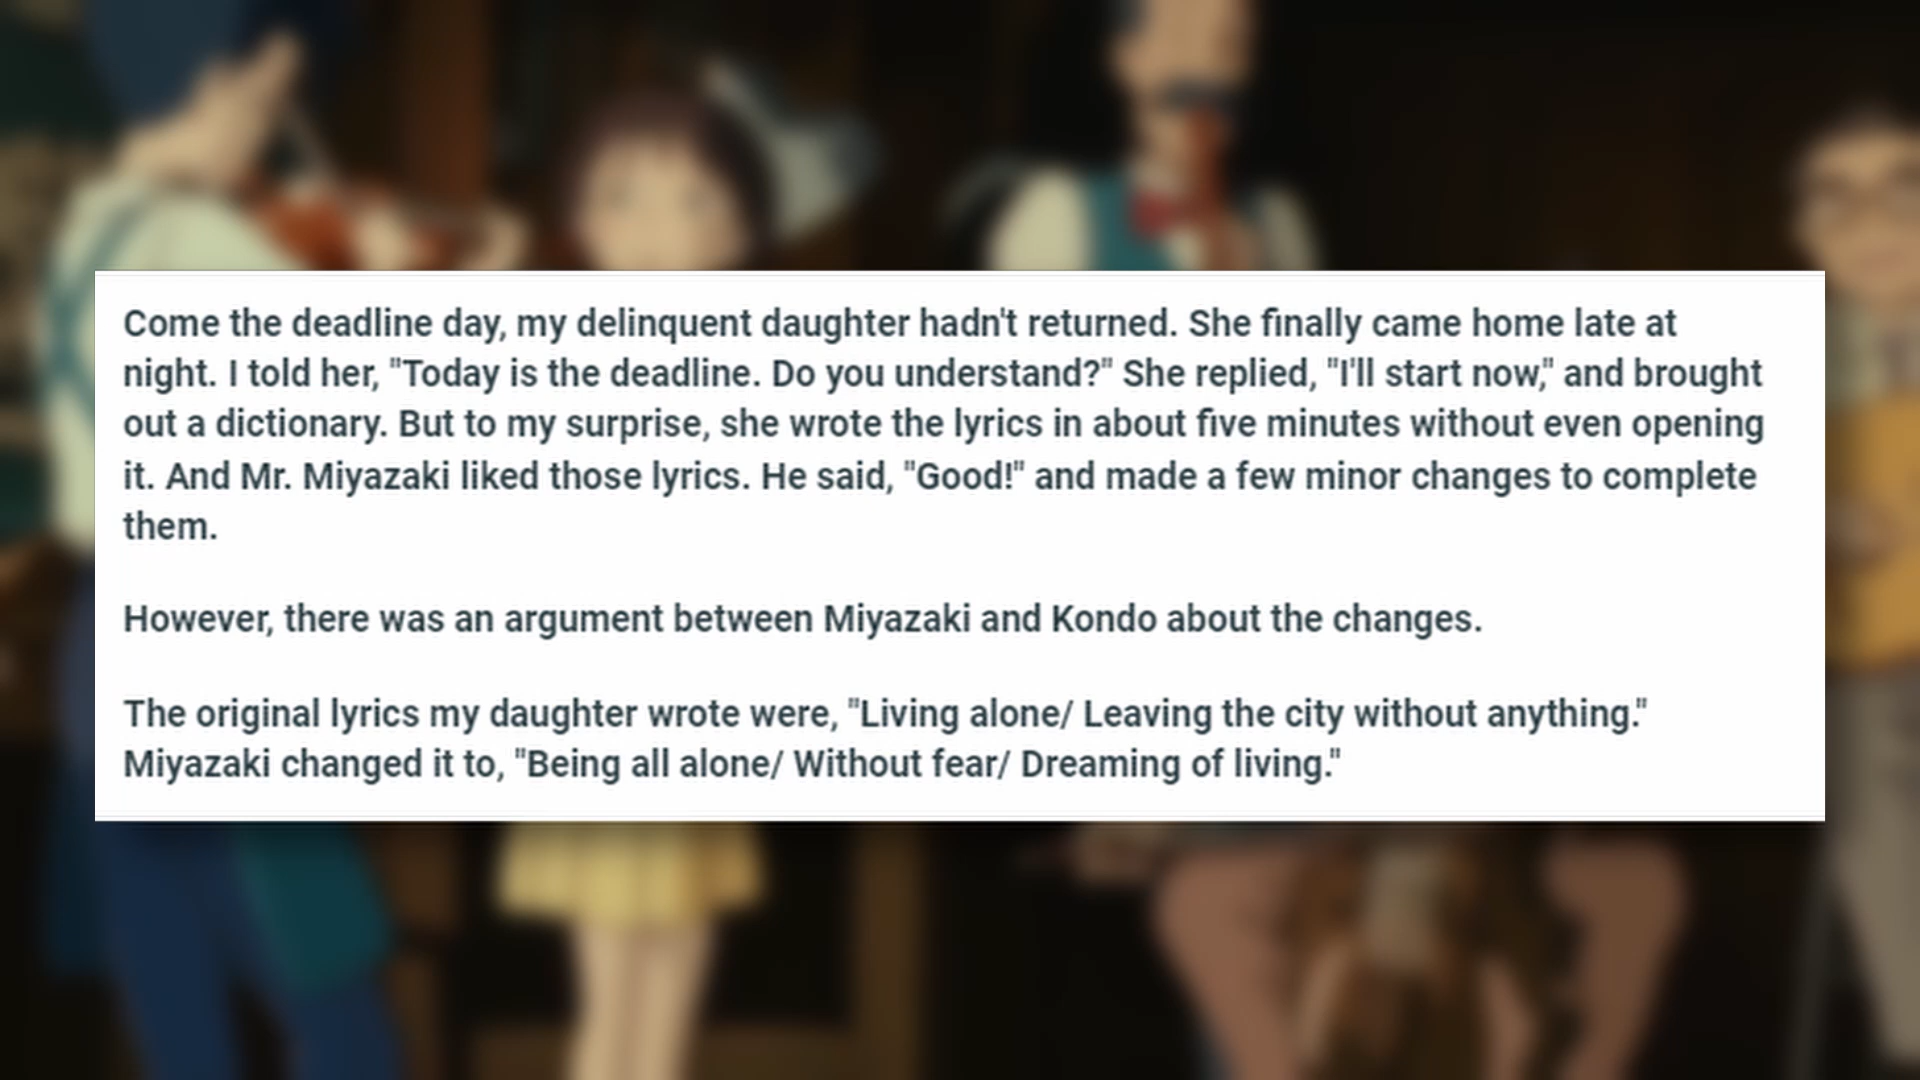 Come the deadline day, my delinquent daughter hadn't returned. She finally came home late at
night. I told her, "Today is the deadline. Do you understand?" She replied, "I'll start now," and brought
out a dictionary. But to my surprise, she wrote the lyrics in about five minutes without even opening
it. And Mr. Miyazaki liked those lyrics. He said, "Good!" and made a few minor changes to complete
them.
However, there was an argument between Miyazaki and Kondo about the changes.
The original lyrics my daughter wrote were, "Living alone/ Leaving the city without anything."
Miyazaki changed it to, "Being all alone/ Without fear/ Dreaming of living."